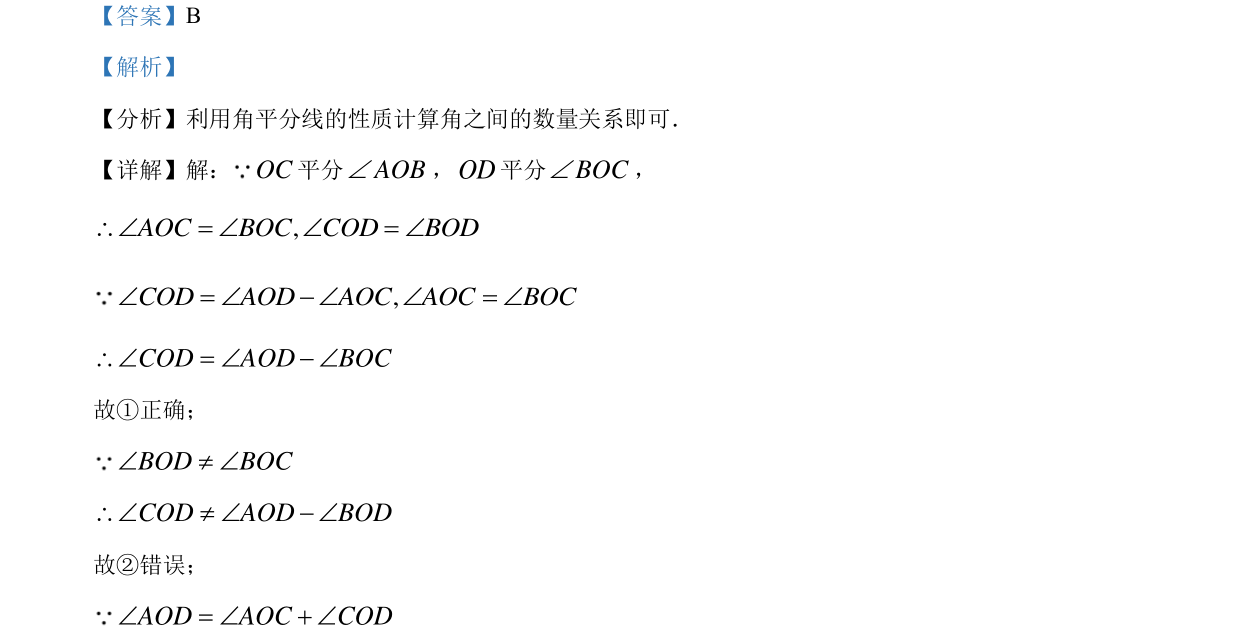 【答案】B
【解析】
【分析】利用角平分线的性质计算角之间的数量关系即可．
【详解】解：∵OC平分∠AOB，OD平分∠BOC，
∴∠AOC=∠BOC,∠COD=∠BOD
∵∠COD=∠AOD−∠AOC,∠AOC=∠BOC
∴∠COD=∠AOD−∠BOC
故①正确；
∵∠BOD≠∠BOC
∴∠COD≠∠AOD−∠BOD
故②错误；
∵∠AOD=∠AOC+∠COD